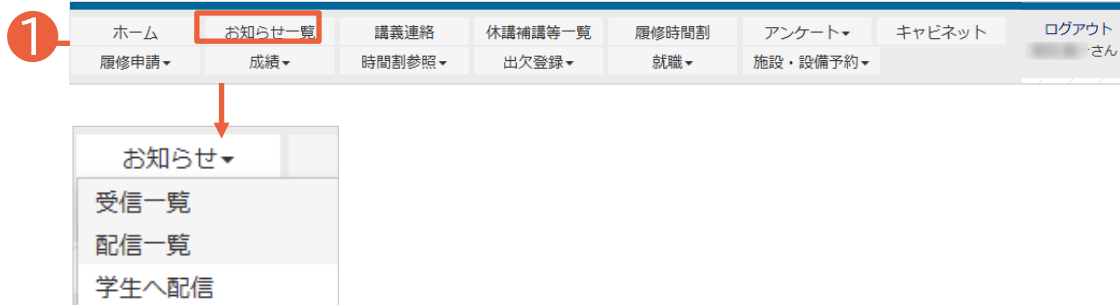 1
ホーム お知らせ一覧 講義連絡 休講補講等一覧 履修時間割 アンケート▾ キャビネット ログアウト
履修申請▾ 成績▾ 時間割参照▾ 出欠登録▾ 就職▾ 施設・設備予約▾ さん
お知らせ▾
受信一覧
配信一覧
学生へ配信